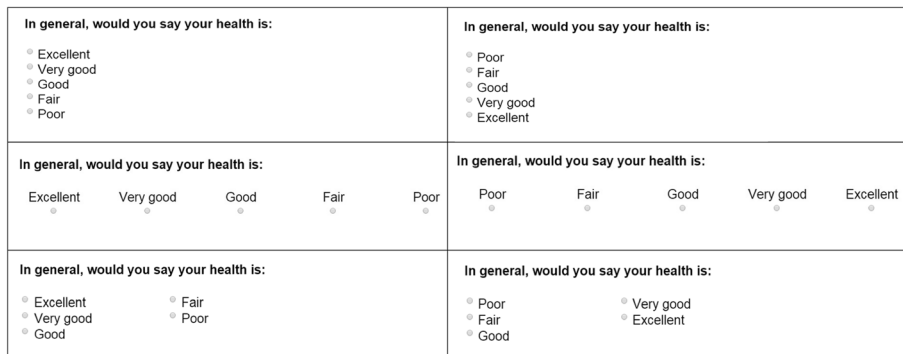 In general, would you say your health is:
Excellent
Very good
Good
Fair
Poor
In general, would you say your health is:
Poor
Fair
Good
Very good
Excellent
In general, would you say your health is:
Excellent Very good Good Fair Poor
In general, would you say your health is:
Poor Fair Good Very good Excellent
In general, would you say your health is:
Excellent Fair
Very good Poor
Good
In general, would you say your health is:
Poor Very good
Fair Excellent
Good